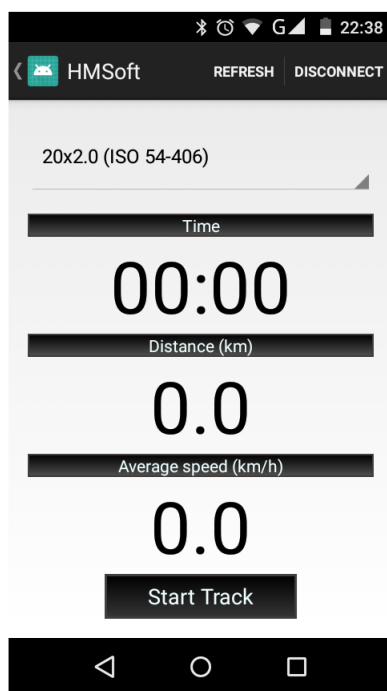 G 22:38
HMSoft REFRESH DISCONNECT
20x2.0 (ISO 54-406)
Time
00:00
Distance (km)
0.0
Average speed (km/h)
0.0
Start Track